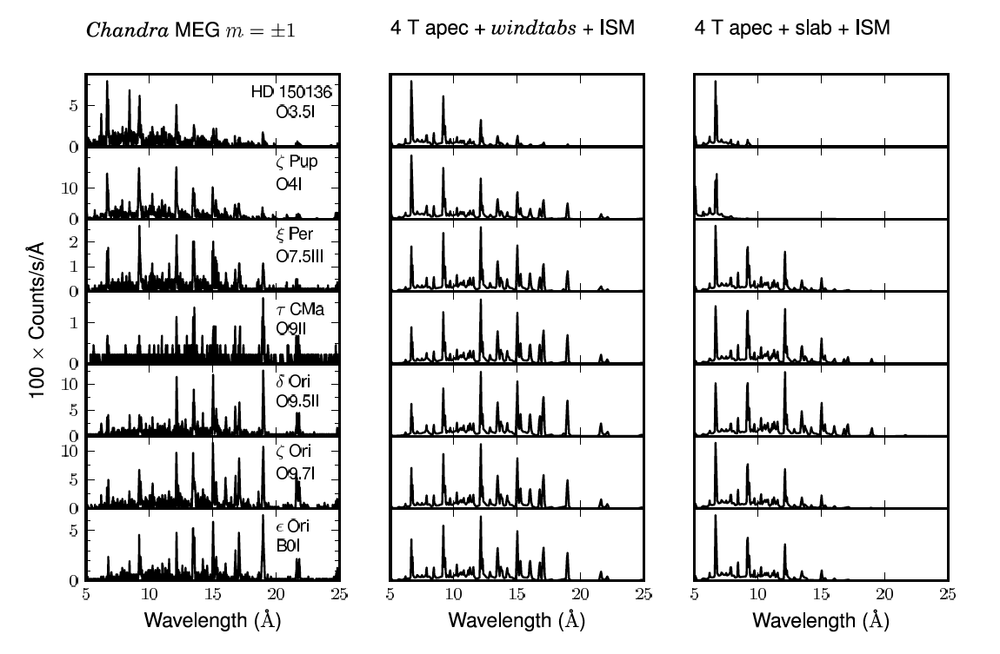 Chandra MEG m = ±1
4 T apec + windtabs + ISM
4 T apec + slab + ISM
100 × Counts/s/Å
5
0
HD 150136
O3.5I
10
0
ζ Pup
O4I
2
1
0
ξ Per
O7.5III
1
0
τ CMa
O9II
10
5
0
δ Ori
O9.5II
10
5
0
ζ Ori
O9.7I
5
0
ϵ Ori
B0I
5 10 15 20 25
5 10 15 20 25
5 10 15 20 25
Wavelength (Å)
Wavelength (Å)
Wavelength (Å)